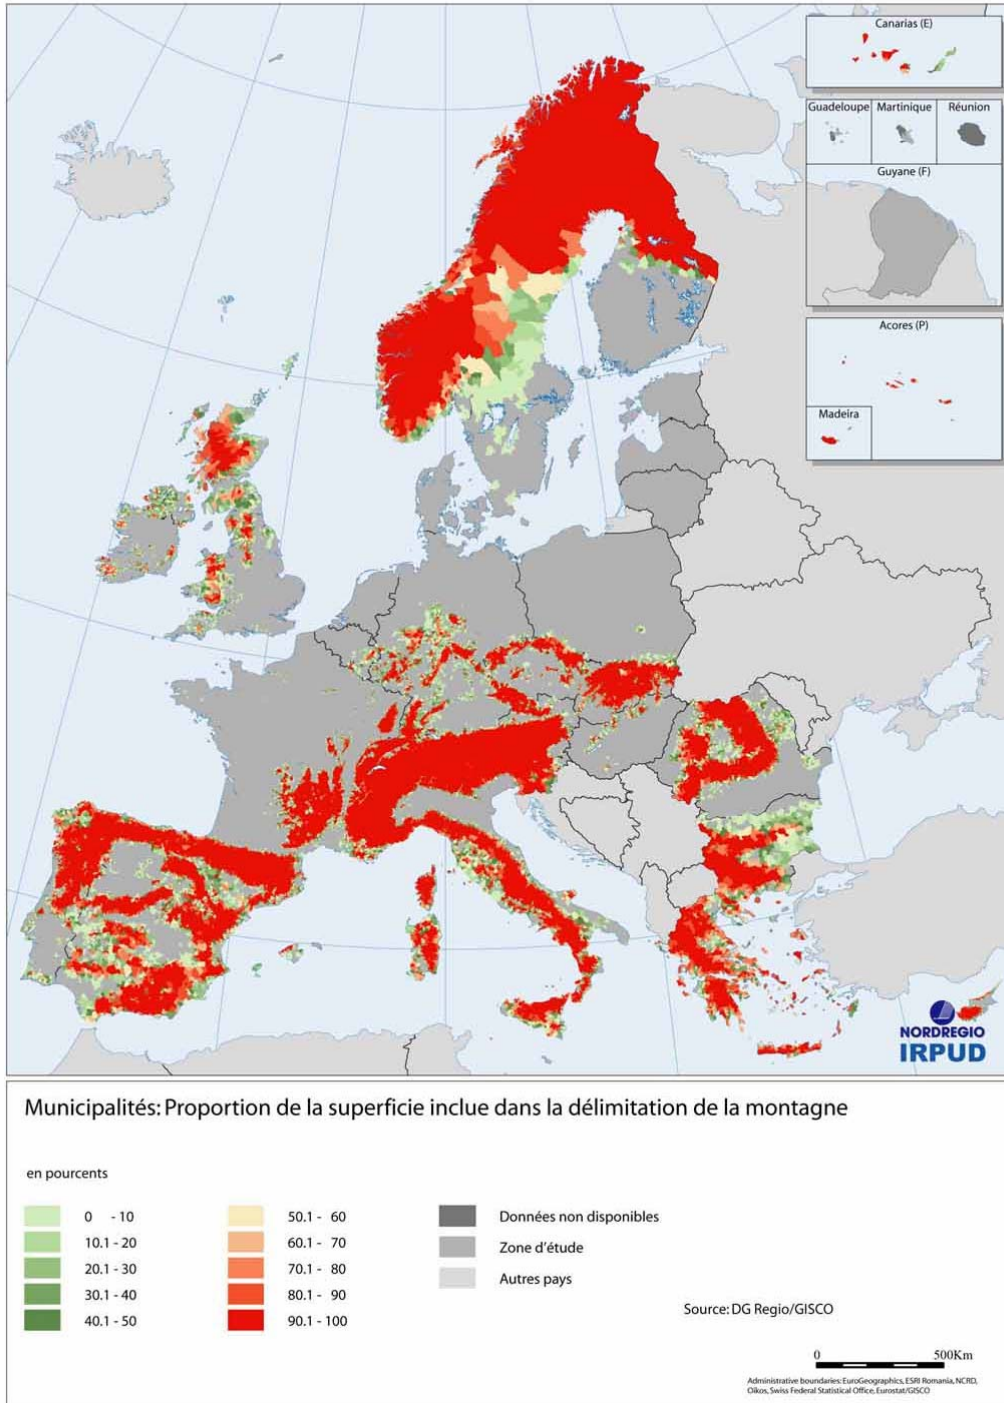 Canarias (E)
Guadeloupe
Martinique
Réunion
Guyane (F)
Acores (P)
Madeira
NORDREGIO
IRPUD
Municipalités: Proportion de la superficie inclue dans la délimitation de la montagne
en pourcents
0 - 10
10.1 - 20
20.1 - 30
30.1 - 40
40.1 - 50
50.1 - 60
60.1 - 70
70.1 - 80
80.1 - 90
90.1 - 100
Données non disponibles
Zone d'étude
Autres pays
Source: DG Regio/GISCO
0 500Km
Administrative boundaries: EuroGeographics, ESRI Romania, NCRD,
Oikos, Swiss Federal Statistical Office, Eurostat/GISCO